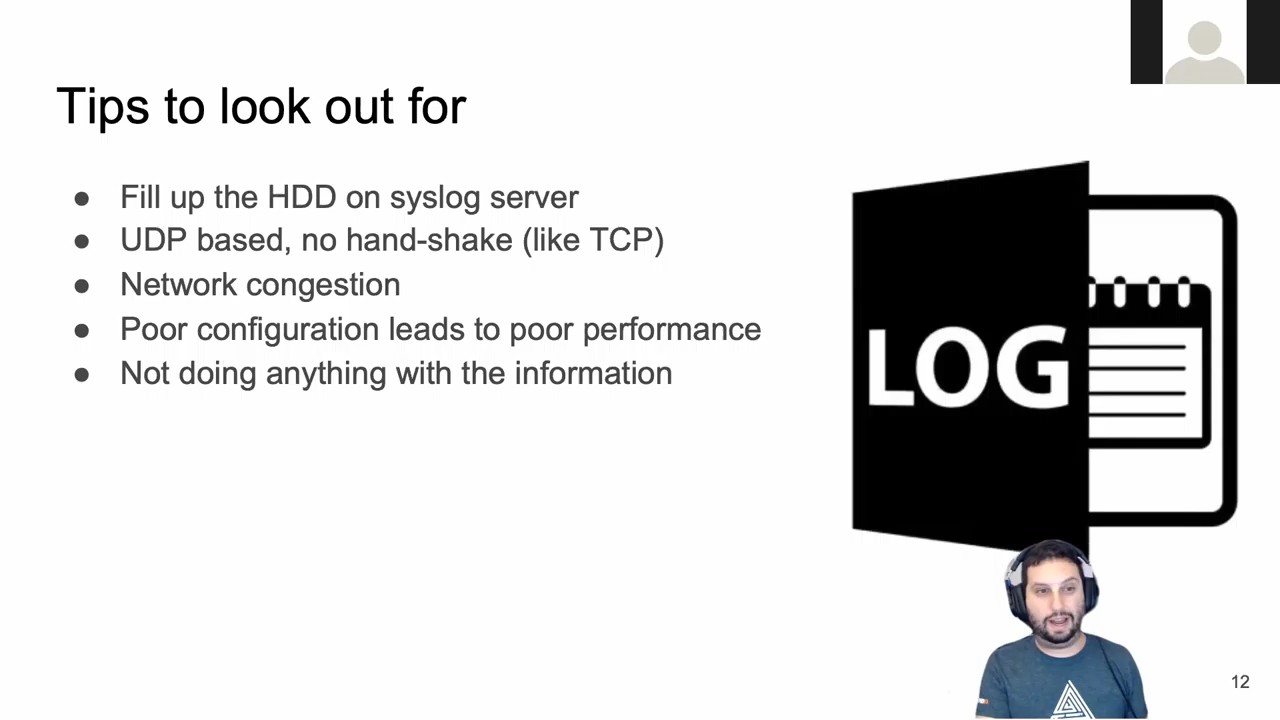 Tips to look out for
● Fill up the HDD on syslog server
● UDP based, no hand-shake (like TCP)
● Network congestion
● Poor configuration leads to poor performance
● Not doing anything with the information
LOG
12